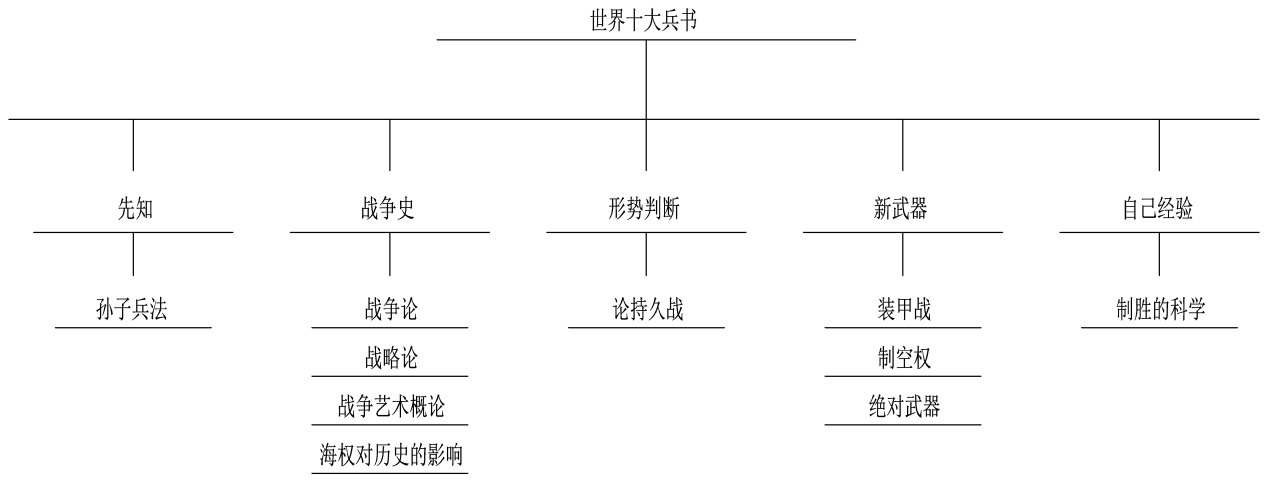 世界十大兵书
先知
战争史
形势判断
新武器
自己经验
孙子兵法
战争论
论持久战
装甲战
制胜的科学
战略论
制空权
战争艺术概论
绝对武器
海权对历史的影响